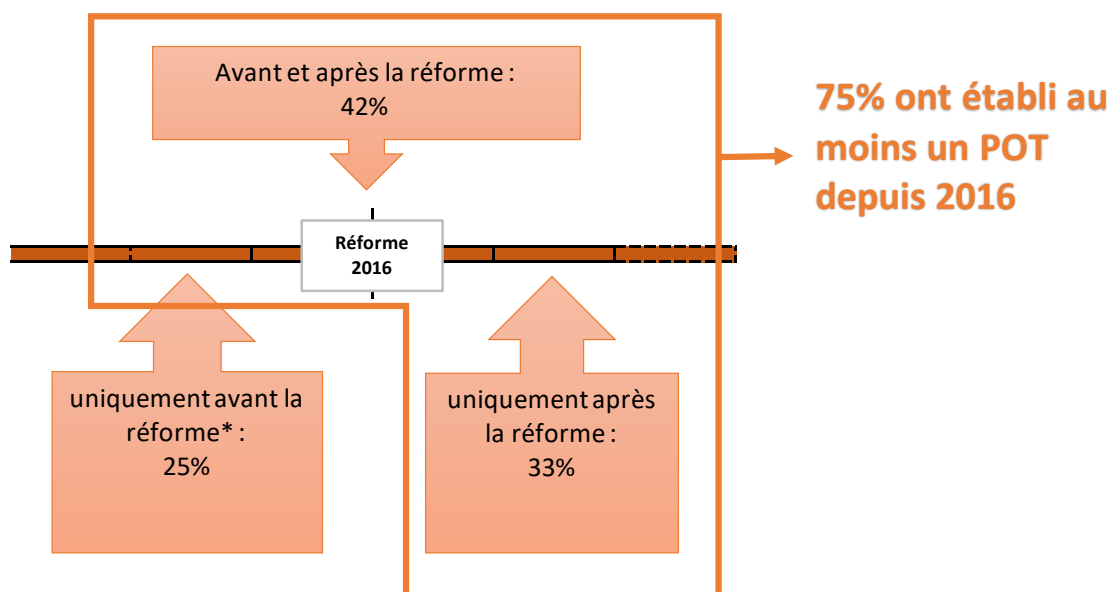 Avant et après la réforme :
42%
75% ont établi au
moins un POT
depuis 2016
Réforme
2016
uniquement avant la
réforme* :
25%
uniquement après
la réforme :
33%